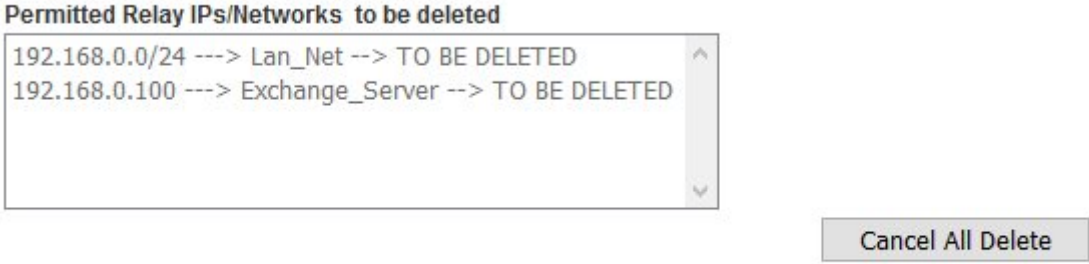 Permitted Relay IPs/Networks to be deleted
192.168.0.0/24 ---> Lan_Net --> TO BE DELETED
192.168.0.100 ---> Exchange_Server --> TO BE DELETED
Cancel All Delete